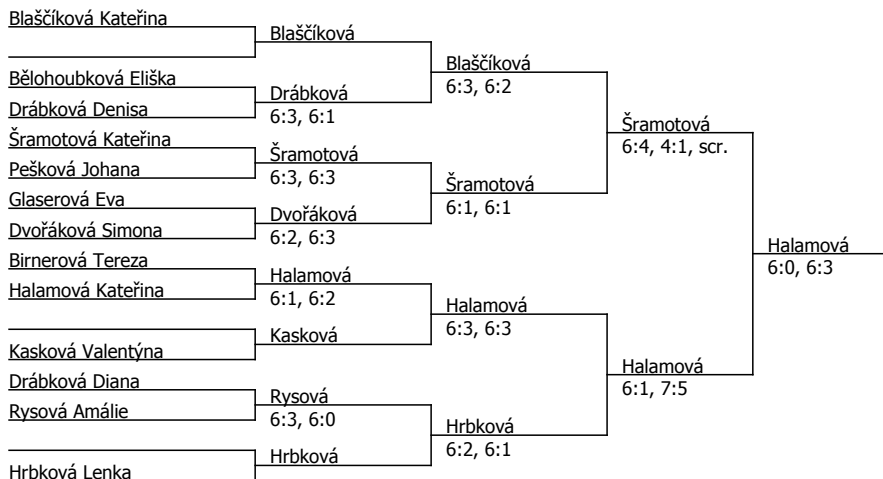 Blaščíková Kateřina
Blaščíková
Blaščíková
6:3, 6:2
Bělohoubková Eliška
Drábková
6:3, 6:1
Drábková Denisa
Šramotová
6:4, 4:1, scr.
Šramotová Kateřina
Šramotová
6:3, 6:3
Pešková Johana
Šramotová
6:1, 6:1
Glaserová Eva
Dvořáková
6:2, 6:3
Dvořáková Simona
Halamová
6:0, 6:3
Birnerová Tereza
Halamová
6:1, 6:2
Halamová Kateřina
Halamová
6:3, 6:3
Kasková
Kasková Valentýna
Halamová
6:1, 7:5
Drábková Diana
Rysová
6:3, 6:0
Rysová Amálie
Hrbková
6:2, 6:1
Hrbková
Hrbková Lenka